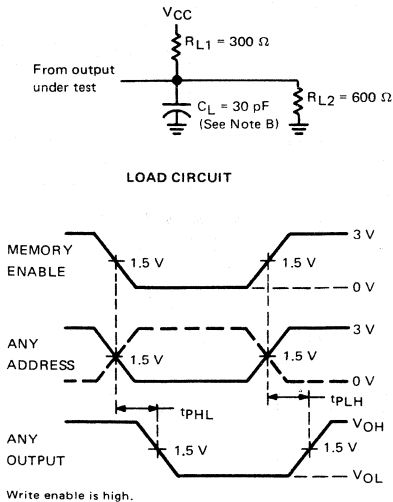 VCC
RL1 = 300 Ω
From output
under test
CL = 30 pF
(See Note B)
RL2 = 600 Ω
LOAD CIRCUIT
MEMORY
ENABLE
1.5 V
1.5 V
3 V
0 V
ANY
ADDRESS
1.5 V
1.5 V
3 V
0 V
tPHL
tPLH
ANY
OUTPUT
1.5 V
1.5 V
VOH
VOL
Write enable is high.